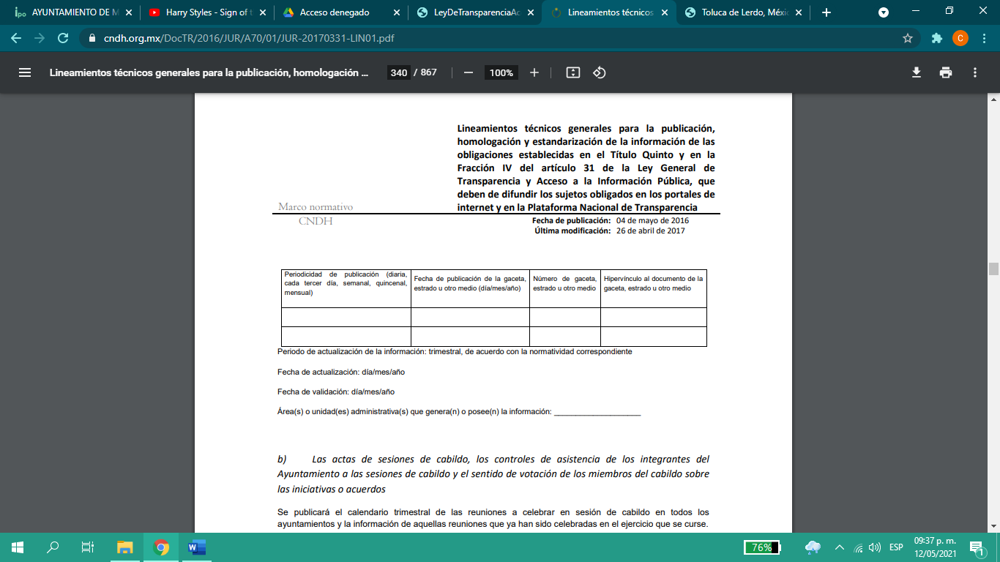 AYUNTAMIENTO DE M
Harry Styles - Sign of t
Acceso denegado
LeyDeTransparenciaAc
Lineamientos técnicos
Toluca de Lerdo, Méxic
cndh.org.mx/DocTR/2016/JUR/A70/01/JUR-20170331-LIN01.pdf
C
Lineamientos técnicos generales para la publicación, homologación ...
340 / 867
100%
Lineamientos técnicos generales para la publicación,
homologación y estandarización de la información de las
obligaciones establecidas en el Título Quinto y en la
Fracción IV del artículo 31 de la Ley General de
Transparencia y Acceso a la Información Pública, que
deben de difundir los sujetos obligados en los portales de
internet y en la Plataforma Nacional de Transparencia
Marco normativo
CNDH
Fecha de publicación: 04 de mayo de 2016
Última modificación: 26 de abril de 2017
Periodicidad de publicación (diaria,
cada tercer día, semanal, quincenal,
mensual)
Fecha de publicación de la gaceta,
estrado u otro medio (día/mes/año)
Número de gaceta,
estrado u otro medio
Hipervínculo al documento de la
gaceta, estrado u otro medio
Periodo de actualización de la información: trimestral, de acuerdo con la normatividad correspondiente
Fecha de actualización: día/mes/año
Fecha de validación: día/mes/año
Área(s) o unidad(es) administrativa(s) que genera(n) o posee(n) la información: ____________________
b) Las actas de sesiones de cabildo, los controles de asistencia de los integrantes del
Ayuntamiento a las sesiones de cabildo y el sentido de votación de los miembros del cabildo sobre
las iniciativas o acuerdos
Se publicará el calendario trimestral de las reuniones a celebrar en sesión de cabildo en todos los
ayuntamientos y la información de aquellas reuniones que ya han sido celebradas en el ejercicio que se curse.
76%
ESP
09:37 p. m.
12/05/2021
1